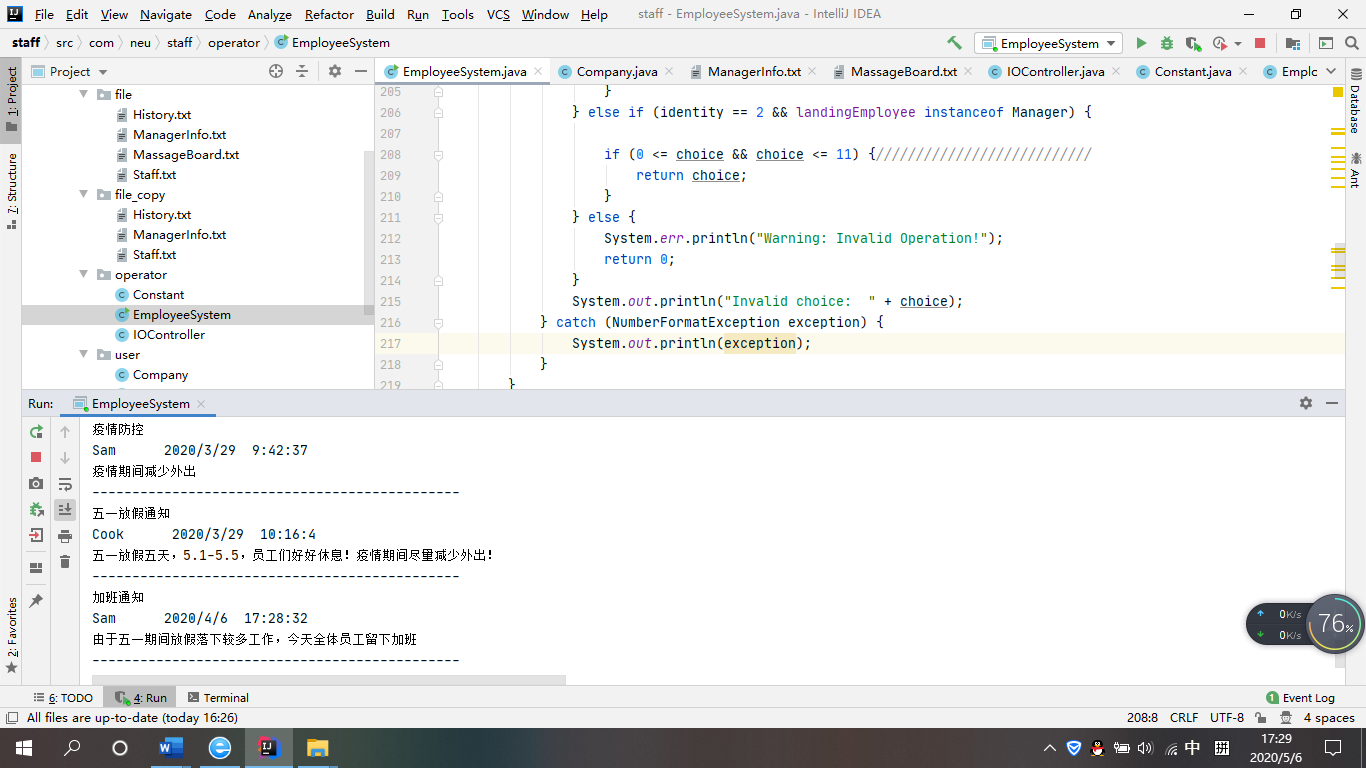 File Edit View Navigate Code Analyze Refactor Build Run Tools VCS Window Help staff - EmployeeSystem.java - IntelliJ IDEA
staff src com neu staff operator EmployeeSystem EmployeeSystem
1: Project
Project
EmployeeSystem.java Company.java ManagerInfo.txt MassageBoard.txt IOController.java Constant.java Emplc
file
History.txt
ManagerInfo.txt
MassageBoard.txt
Staff.txt
file_copy
History.txt
ManagerInfo.txt
Staff.txt
operator
Constant
EmployeeSystem
IOController
user
Company
7: Structure
205 }
206 } else if (identity == 2 && landingEmployee instanceof Manager) {
207
208 if (0 <= choice && choice <= 11) {///////////////////////////
209 return choice;
210 }
211 } else {
212 System.err.println("Warning: Invalid Operation!");
213 return 0;
214 }
215 System.out.println("Invalid choice:  " + choice);
216 } catch (NumberFormatException exception) {
217 System.out.println(exception);
218 }
219 }
Database
Ant
Run: EmployeeSystem
疫情防控
Sam      2020/3/29  9:42:37
疫情期间减少外出
----------------------------------------------
五一放假通知
Cook      2020/3/29  10:16:4
五一放假五天，5.1-5.5，员工们好好休息！疫情期间尽量减少外出！
----------------------------------------------
加班通知
Sam      2020/4/6  17:28:32
由于五一期间放假落下较多工作，今天全体员工留下加班
----------------------------------------------
2: Favorites
0K/s
0K/s
76%
6: TODO 4: Run Terminal 1 Event Log
All files are up-to-date (today 16:26) 208:8 CRLF UTF-8 4 spaces
中 拼 17:29
2020/5/6